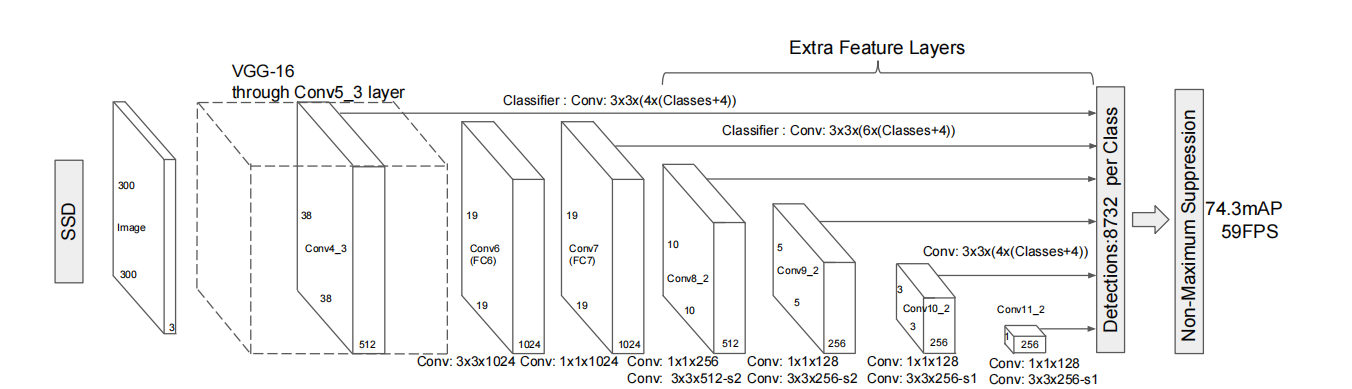 Extra Feature Layers
VGG-16
through Conv5_3 layer
Classifier : Conv: 3x3x(4x(Classes+4))
Classifier : Conv: 3x3x(6x(Classes+4))
SSD
300
Image
300
3
38
Conv4_3
38
512
19
Conv6
(FC6)
19
1024
19
Conv7
(FC7)
19
1024
10
Conv8_2
10
512
5
Conv9_2
5
256
Conv: 3x3x(4x(Classes+4))
3
Conv10_2
3
256
Conv11_2
1
256
Detections:8732 per Class
Non-Maximum Suppression
74.3mAP
59FPS
Conv: 3x3x1024
Conv: 1x1x1024
Conv: 1x1x256
Conv: 3x3x512-s2
Conv: 1x1x128
Conv: 3x3x256-s2
Conv: 1x1x128
Conv: 3x3x256-s1
Conv: 1x1x128
Conv: 3x3x256-s1